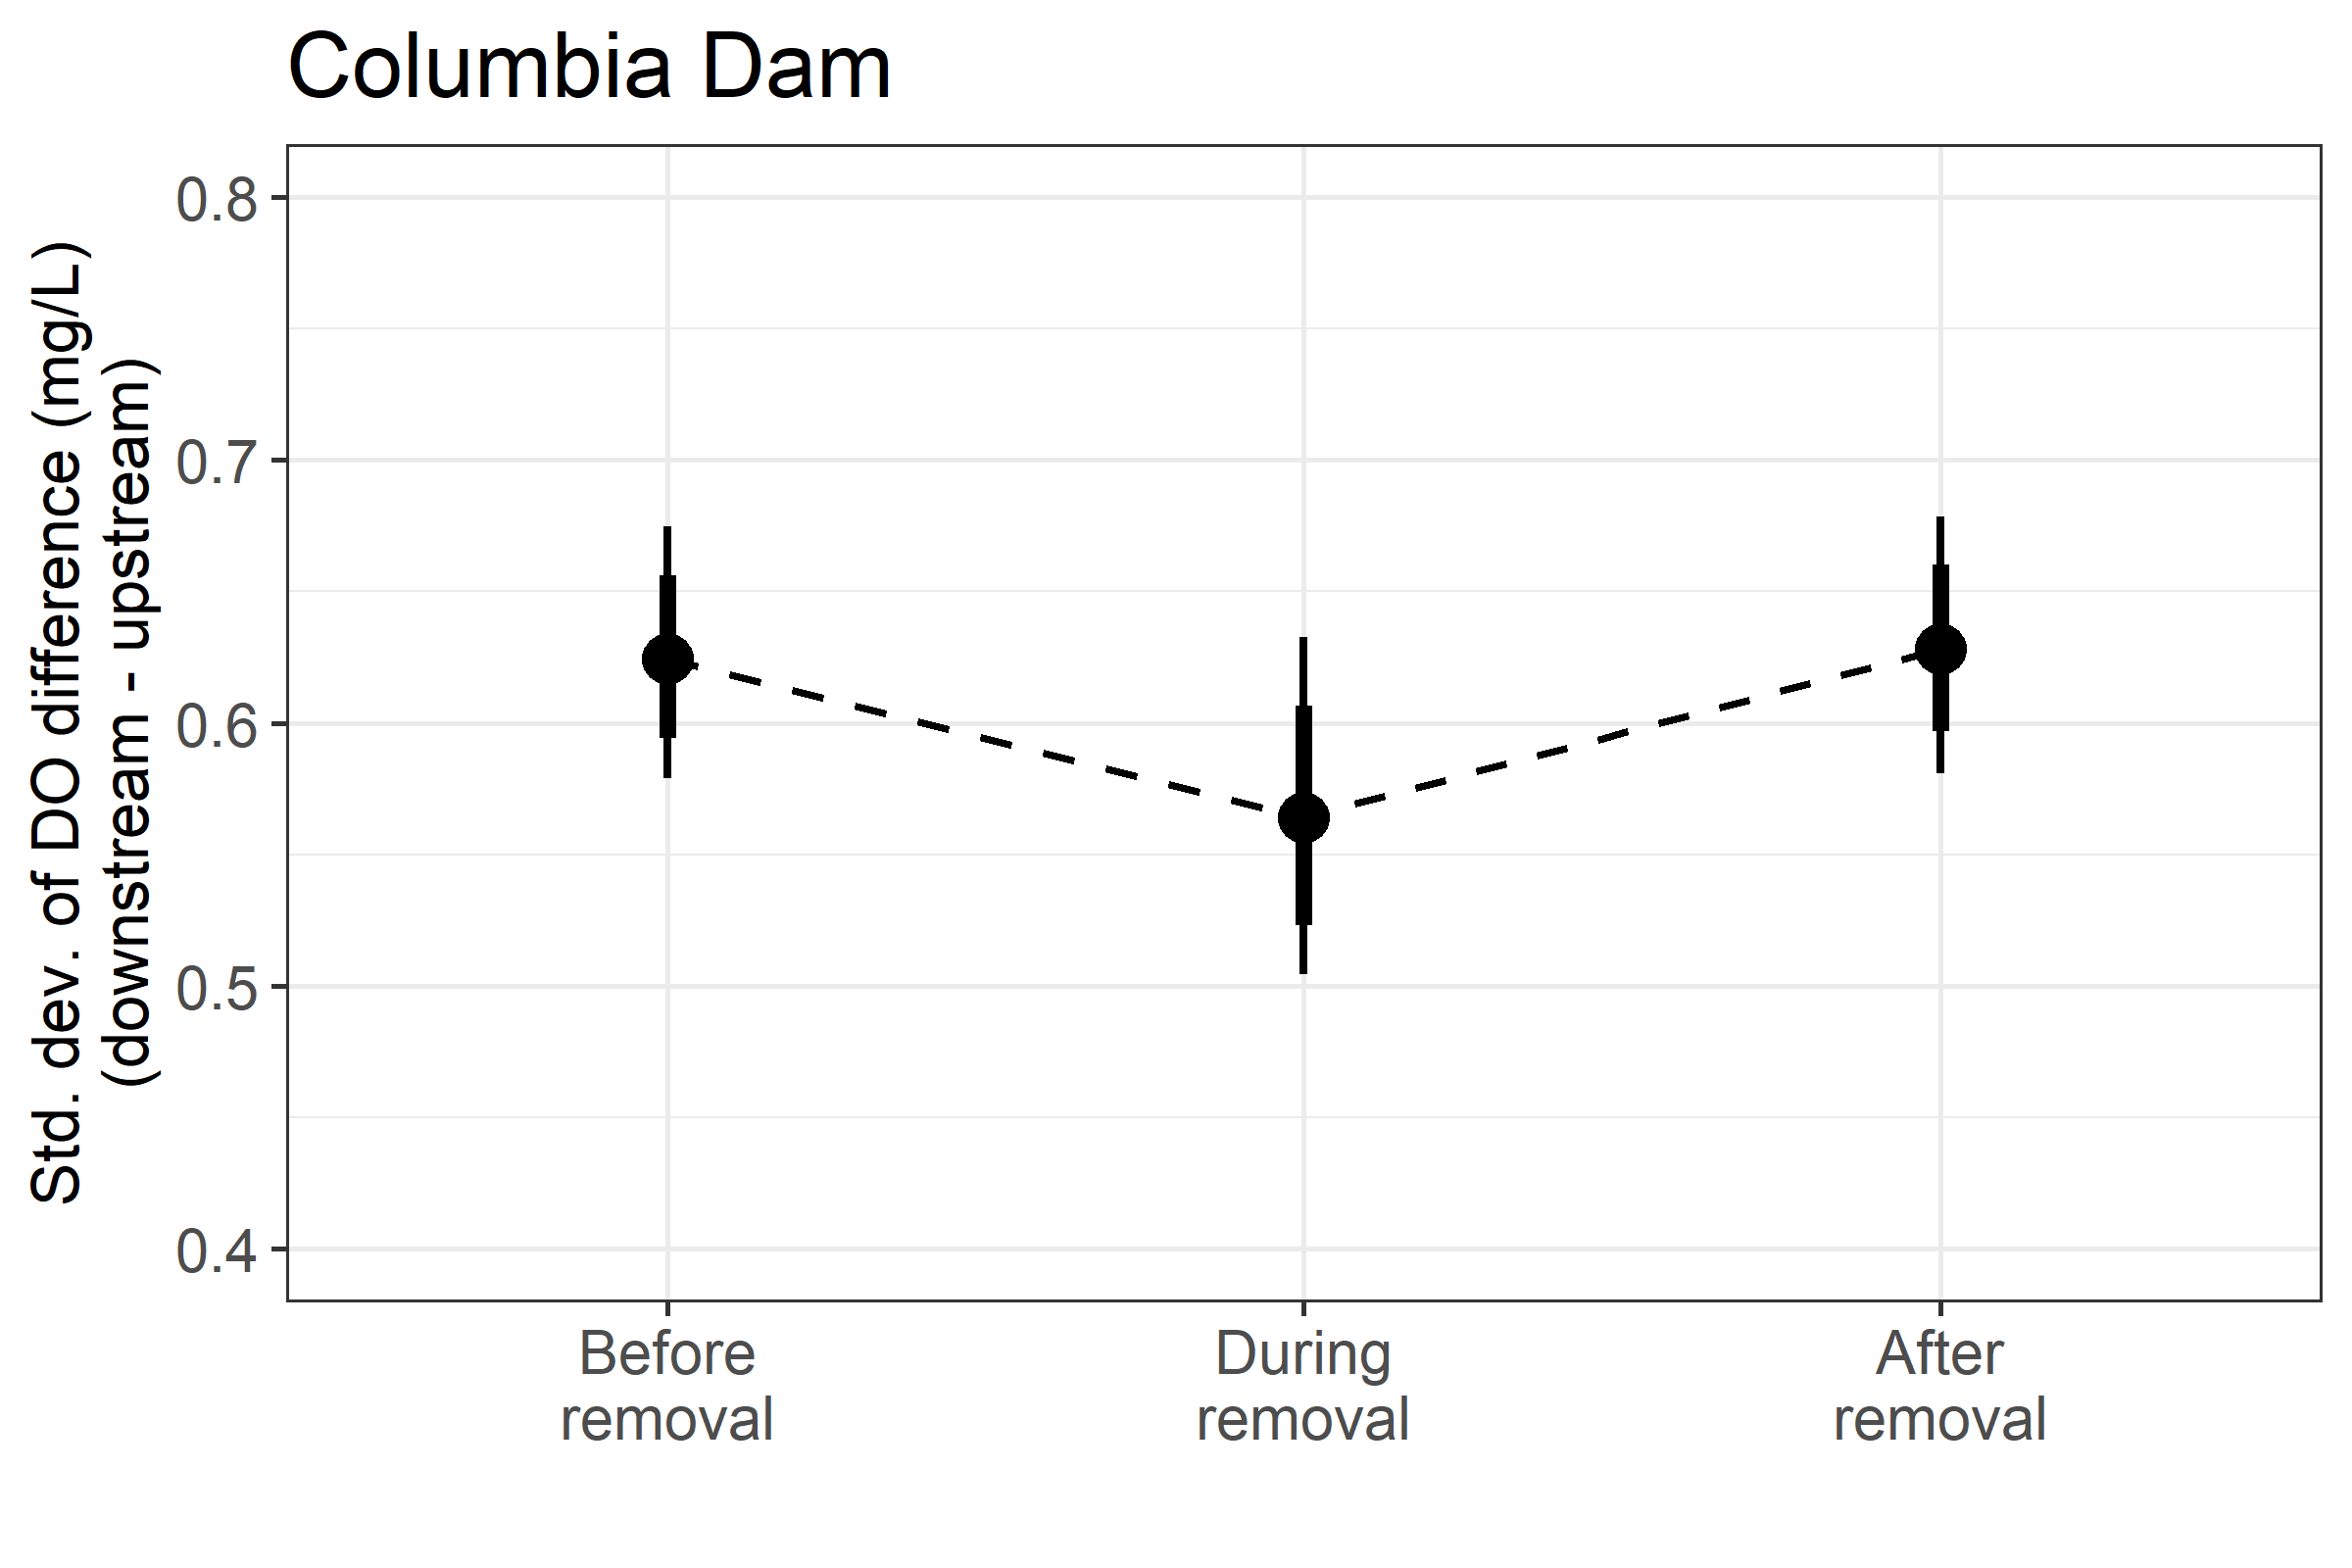 Columbia Dam
Std. dev. of DO difference (mg/L)
(downstream - upstream)
0.8
0.7
0.6
0.5
0.4
Before
removal
During
removal
After
removal